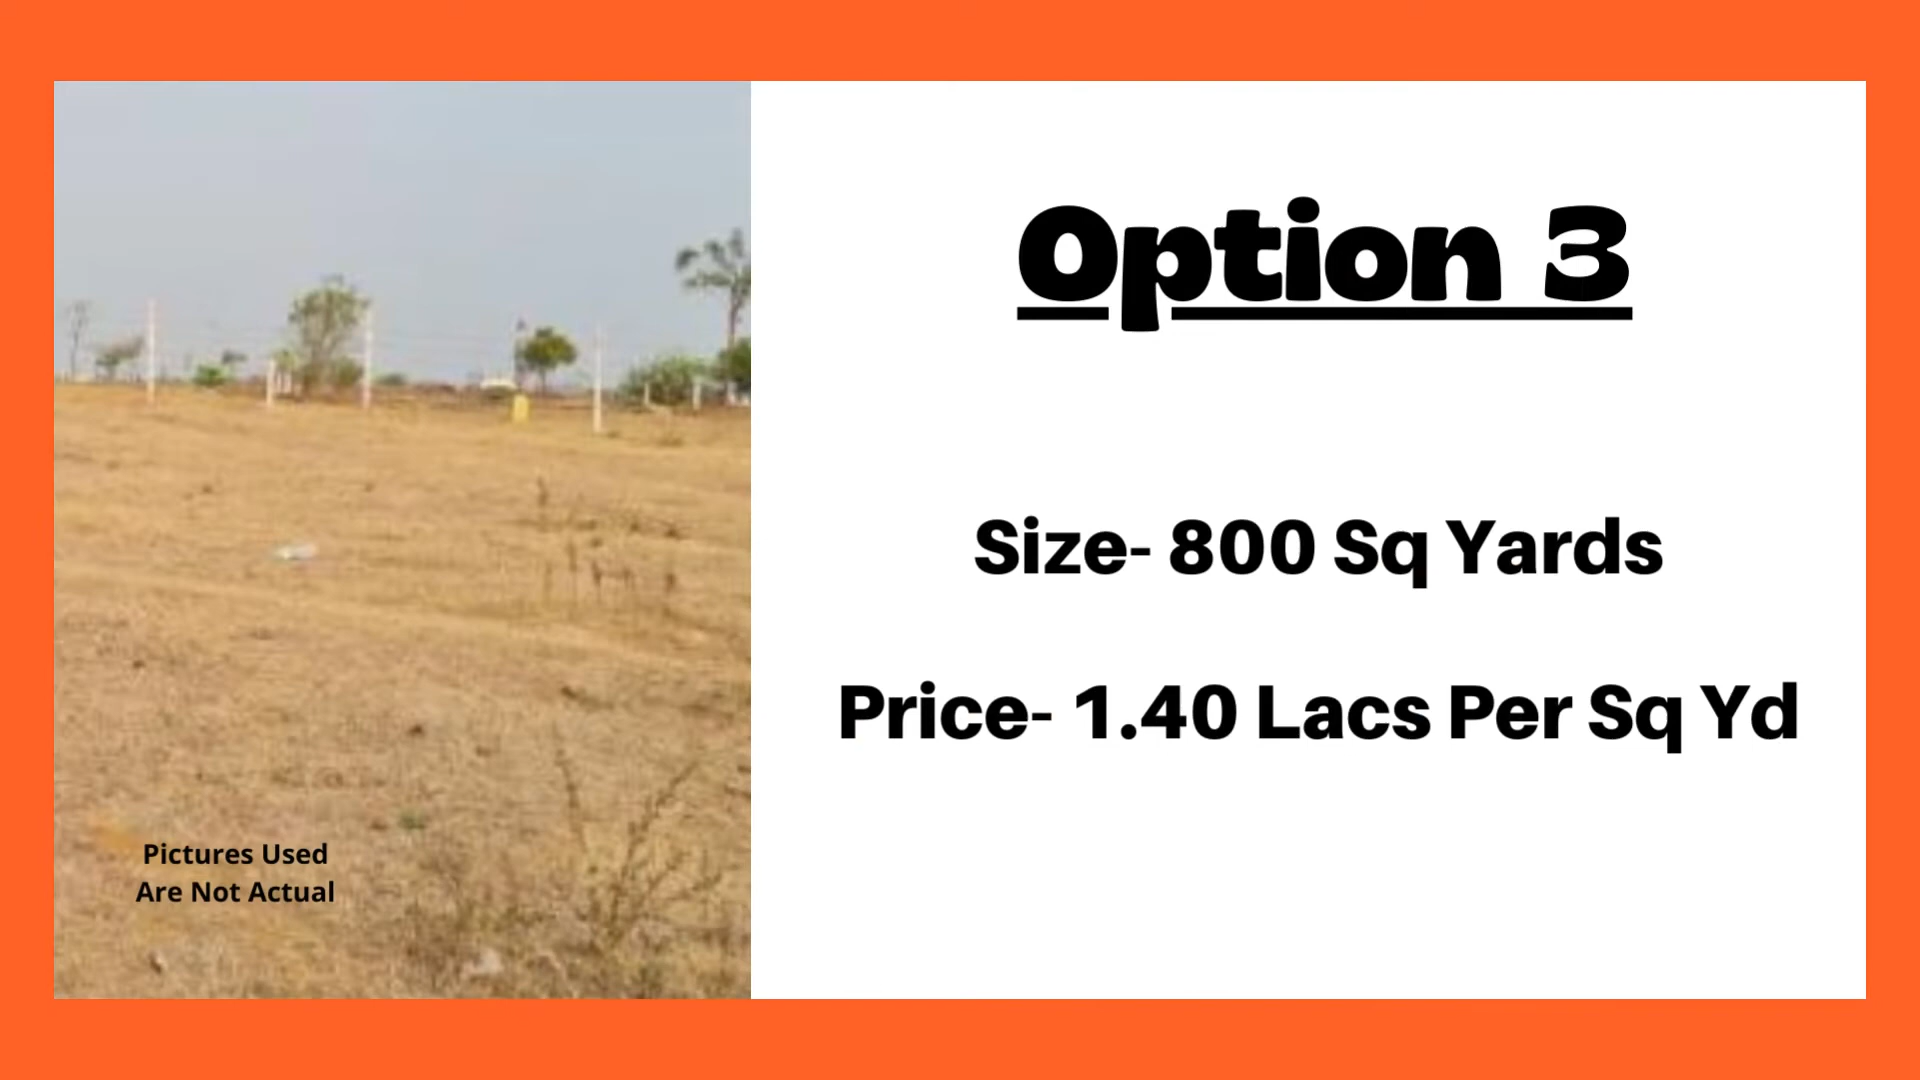 Option 3
Size- 800 Sq Yards
Price- 1.40 Lacs Per Sq Yd
Pictures Used
Are Not Actual